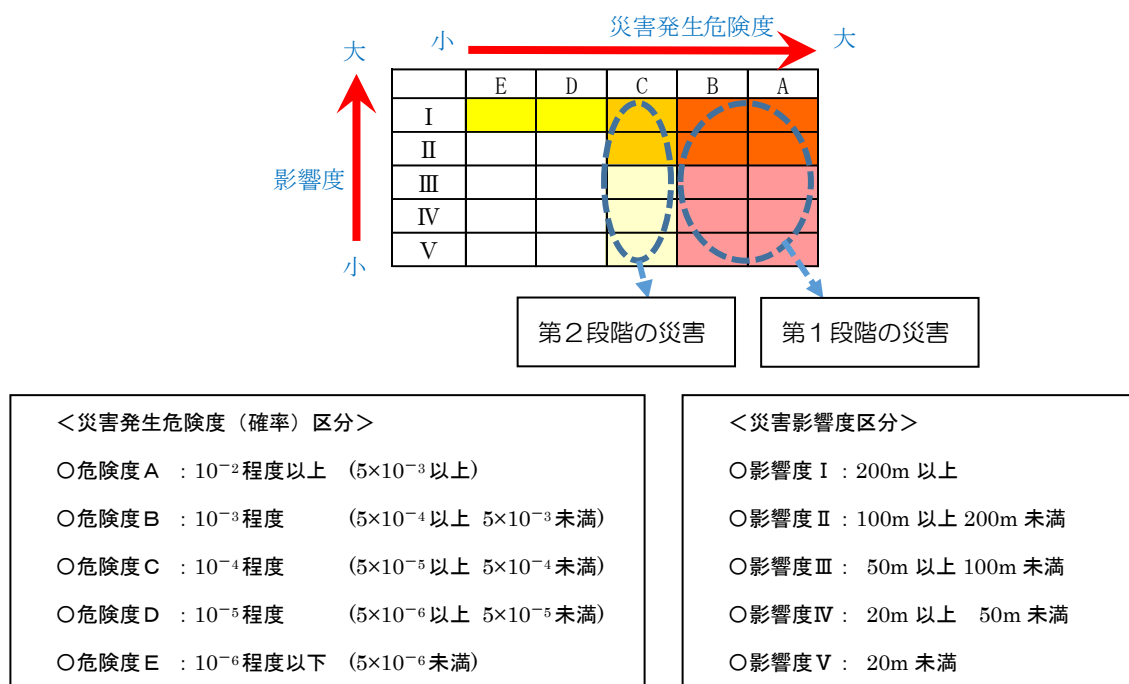 小 災害発生危険度 大
大
E D C B A
Ⅰ
Ⅱ
影響度 Ⅲ
Ⅳ
Ⅴ
小
第2段階の災害 第1段階の災害
＜災害発生危険度（確率）区分＞
○危険度A ：10⁻²程度以上 (5×10⁻³以上)
○危険度B ：10⁻³程度 (5×10⁻⁴以上 5×10⁻³未満)
○危険度C ：10⁻⁴程度 (5×10⁻⁵以上 5×10⁻⁴未満)
○危険度D ：10⁻⁵程度 (5×10⁻⁶以上 5×10⁻⁵未満)
○危険度E ：10⁻⁶程度以下 (5×10⁻⁶未満)
＜災害影響度区分＞
○影響度Ⅰ：200m 以上
○影響度Ⅱ：100m 以上 200m 未満
○影響度Ⅲ： 50m 以上 100m 未満
○影響度Ⅳ： 20m 以上 50m 未満
○影響度Ⅴ： 20m 未満